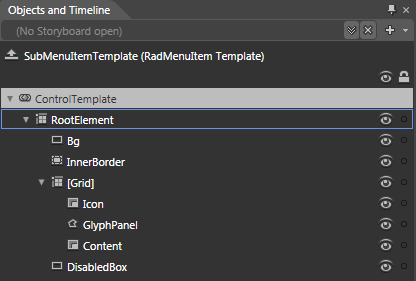 Objects and Timeline
(No Storyboard open)
SubMenuItemTemplate (RadMenuItem Template)
ControlTemplate
RootElement
Bg
InnerBorder
[Grid]
Icon
GlyphPanel
Content
DisabledBox